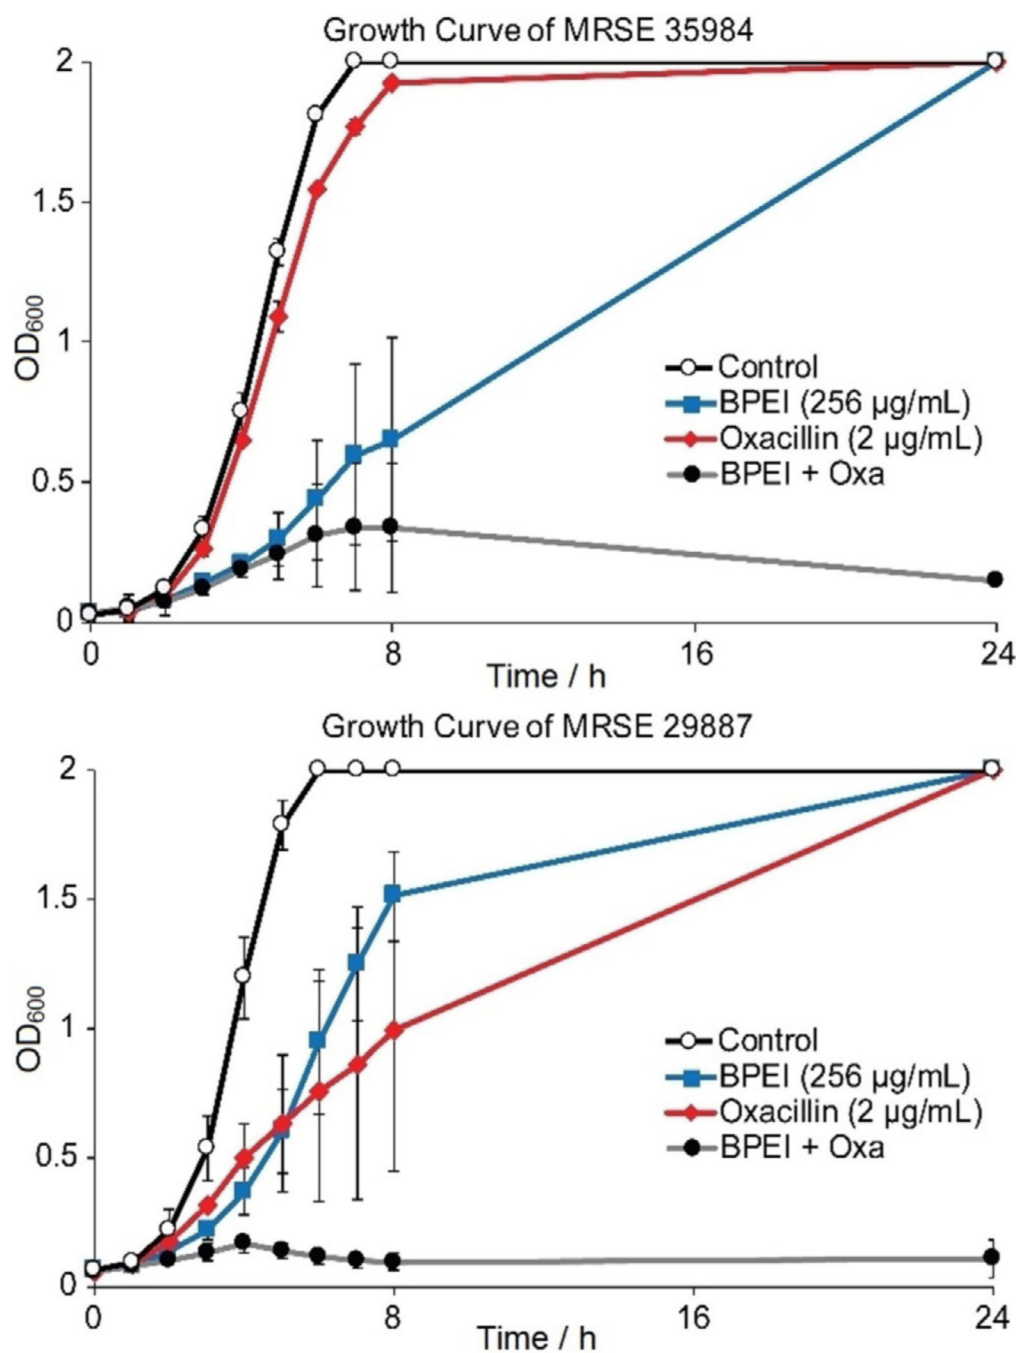 Growth Curve of MRSE 35984
2
1.5
1
0.5
0
OD600
Control
BPEI (256 µg/mL)
Oxacillin (2 µg/mL)
BPEI + Oxa
0 8 16 24
Time / h
Growth Curve of MRSE 29887
2
1.5
1
0.5
0
OD600
Control
BPEI (256 µg/mL)
Oxacillin (2 µg/mL)
BPEI + Oxa
0 8 16 24
Time / h